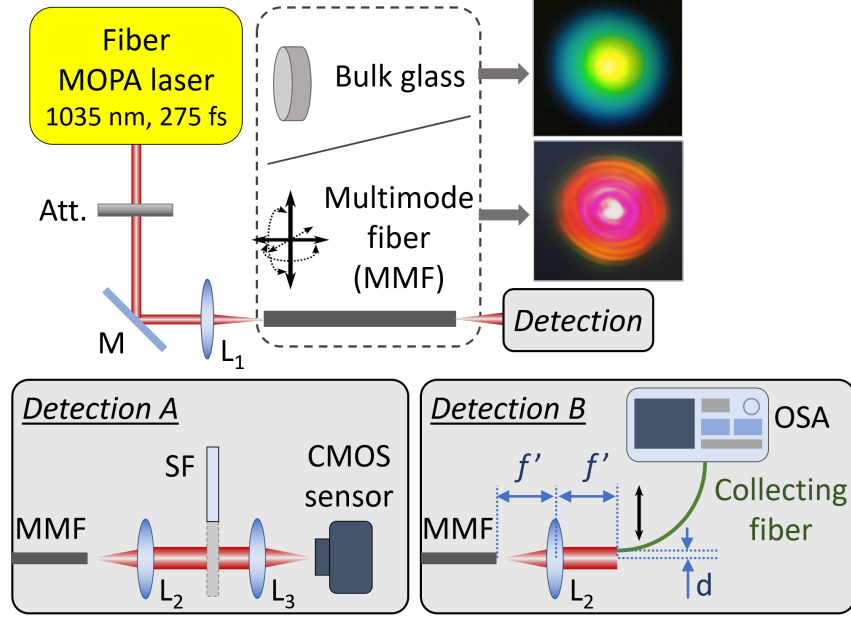 Fiber
MOPA laser
1035 nm, 275 fs
Bulk glass
Att.
Multimode
fiber
(MMF)
M
L₁
Detection
Detection A
SF
CMOS
sensor
MMF
L₂
L₃
Detection B
OSA
f’
f’
Collecting
fiber
MMF
L₂
d